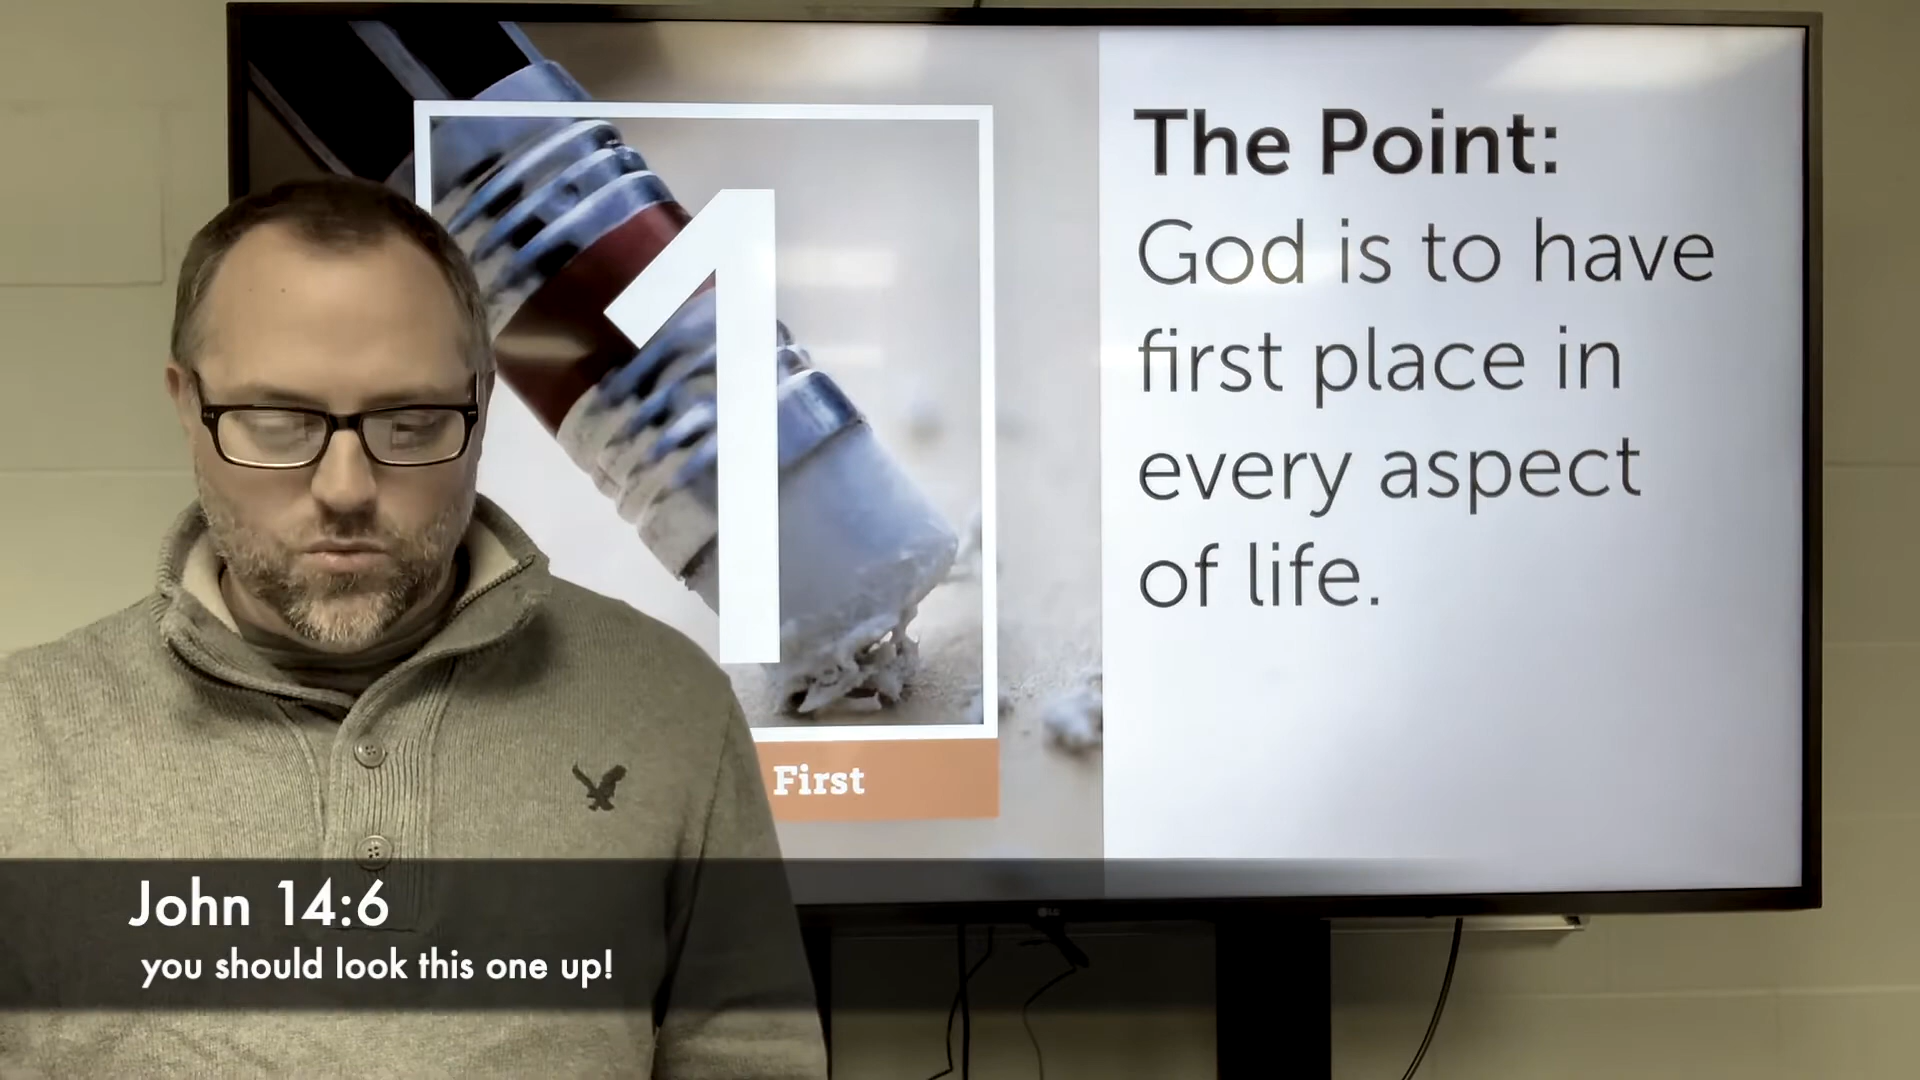 1
First
The Point:
God is to have
first place in
every aspect
of life.
LG
John 14:6
you should look this one up!